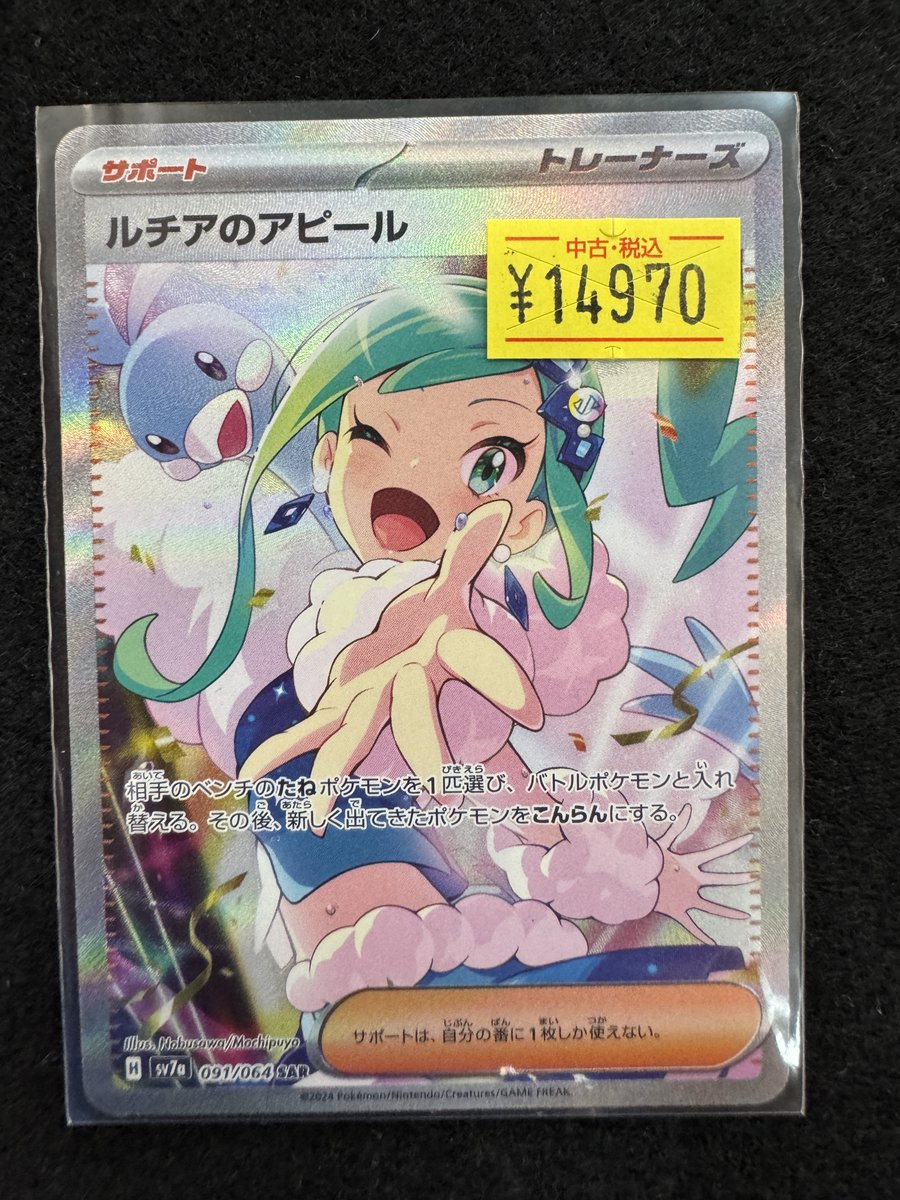 サポート
トレーナーズ
ルチアのアピール
中古・税込
¥14970
相手のベンチのたねポケモンを1匹選び、バトルポケモンと入れ
替える。その後、新しく出てきたポケモンをこんらんにする。
サポートは、自分の番に1枚しか使えない。
Illus. Nobusawa/Mochipuyo
H sv7a 091/064 SAR
©2024 Pokémon/Nintendo/Creatures/GAME FREAK